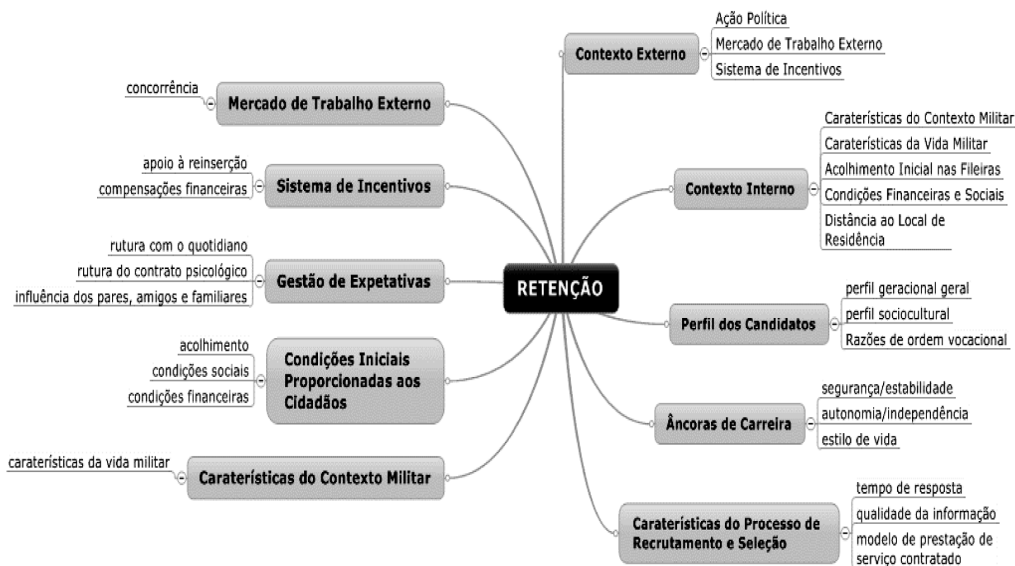 RETENÇÃO
Contexto Externo
Ação Política
Mercado de Trabalho Externo
Sistema de Incentivos
Contexto Interno
Caraterísticas do Contexto Militar
Caraterísticas da Vida Militar
Acolhimento Inicial nas Fileiras
Condições Financeiras e Sociais
Distância ao Local de
Residência
Perfil dos Candidatos
perfil geracional geral
perfil sociocultural
Razões de ordem vocacional
Âncoras de Carreira
segurança/estabilidade
autonomia/independência
estilo de vida
Caraterísticas do Processo de
Recrutamento e Seleção
tempo de resposta
qualidade da informação
modelo de prestação de
serviço contratado
Mercado de Trabalho Externo
concorrência
Sistema de Incentivos
apoio à reinserção
compensações financeiras
Gestão de Expetativas
rutura com o quotidiano
rutura do contrato psicológico
influência dos pares, amigos e familiares
Condições Iniciais
Proporcionadas aos
Cidadãos
acolhimento
condições sociais
condições financeiras
Caraterísticas do Contexto Militar
caraterísticas da vida militar